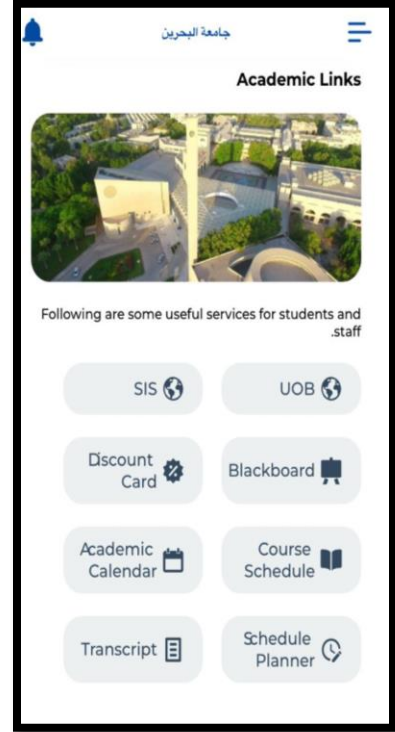 جامعة البحرين
Academic Links
Following are some useful services for students and
.staff
UOB
SIS
Blackboard
Discount
Card
Course
Schedule
Academic
Calendar
Schedule
Planner
Transcript